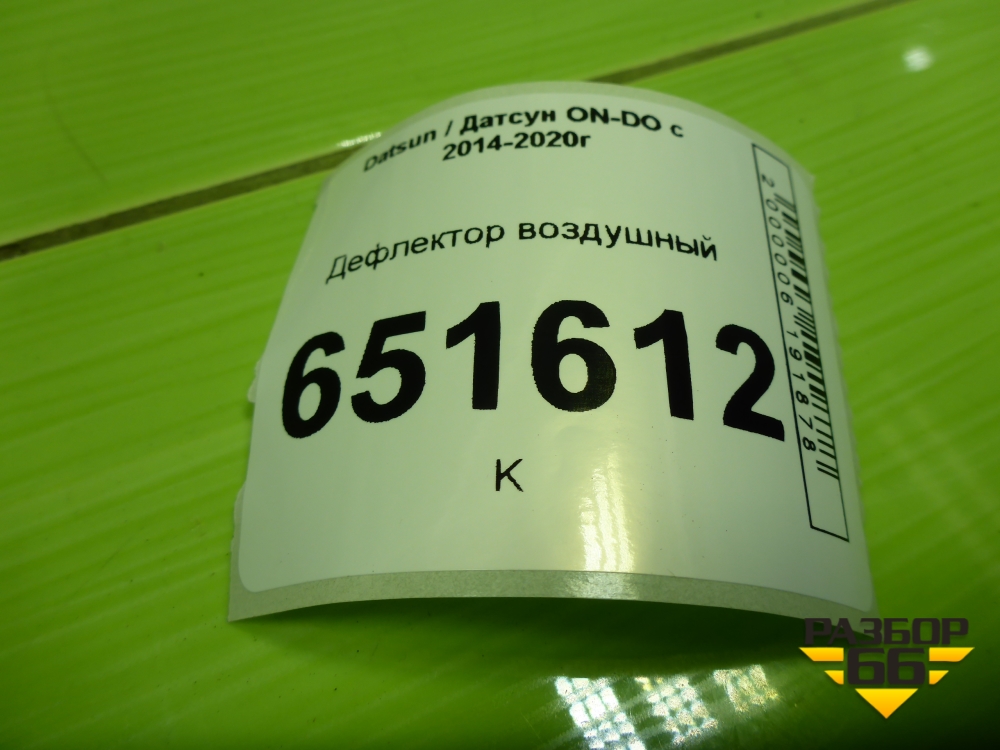 Datsun / Датсун ON-DO с
2014-2020г
Дефлектор воздушный
651612
К
2000006191878
РАЗБОР
66